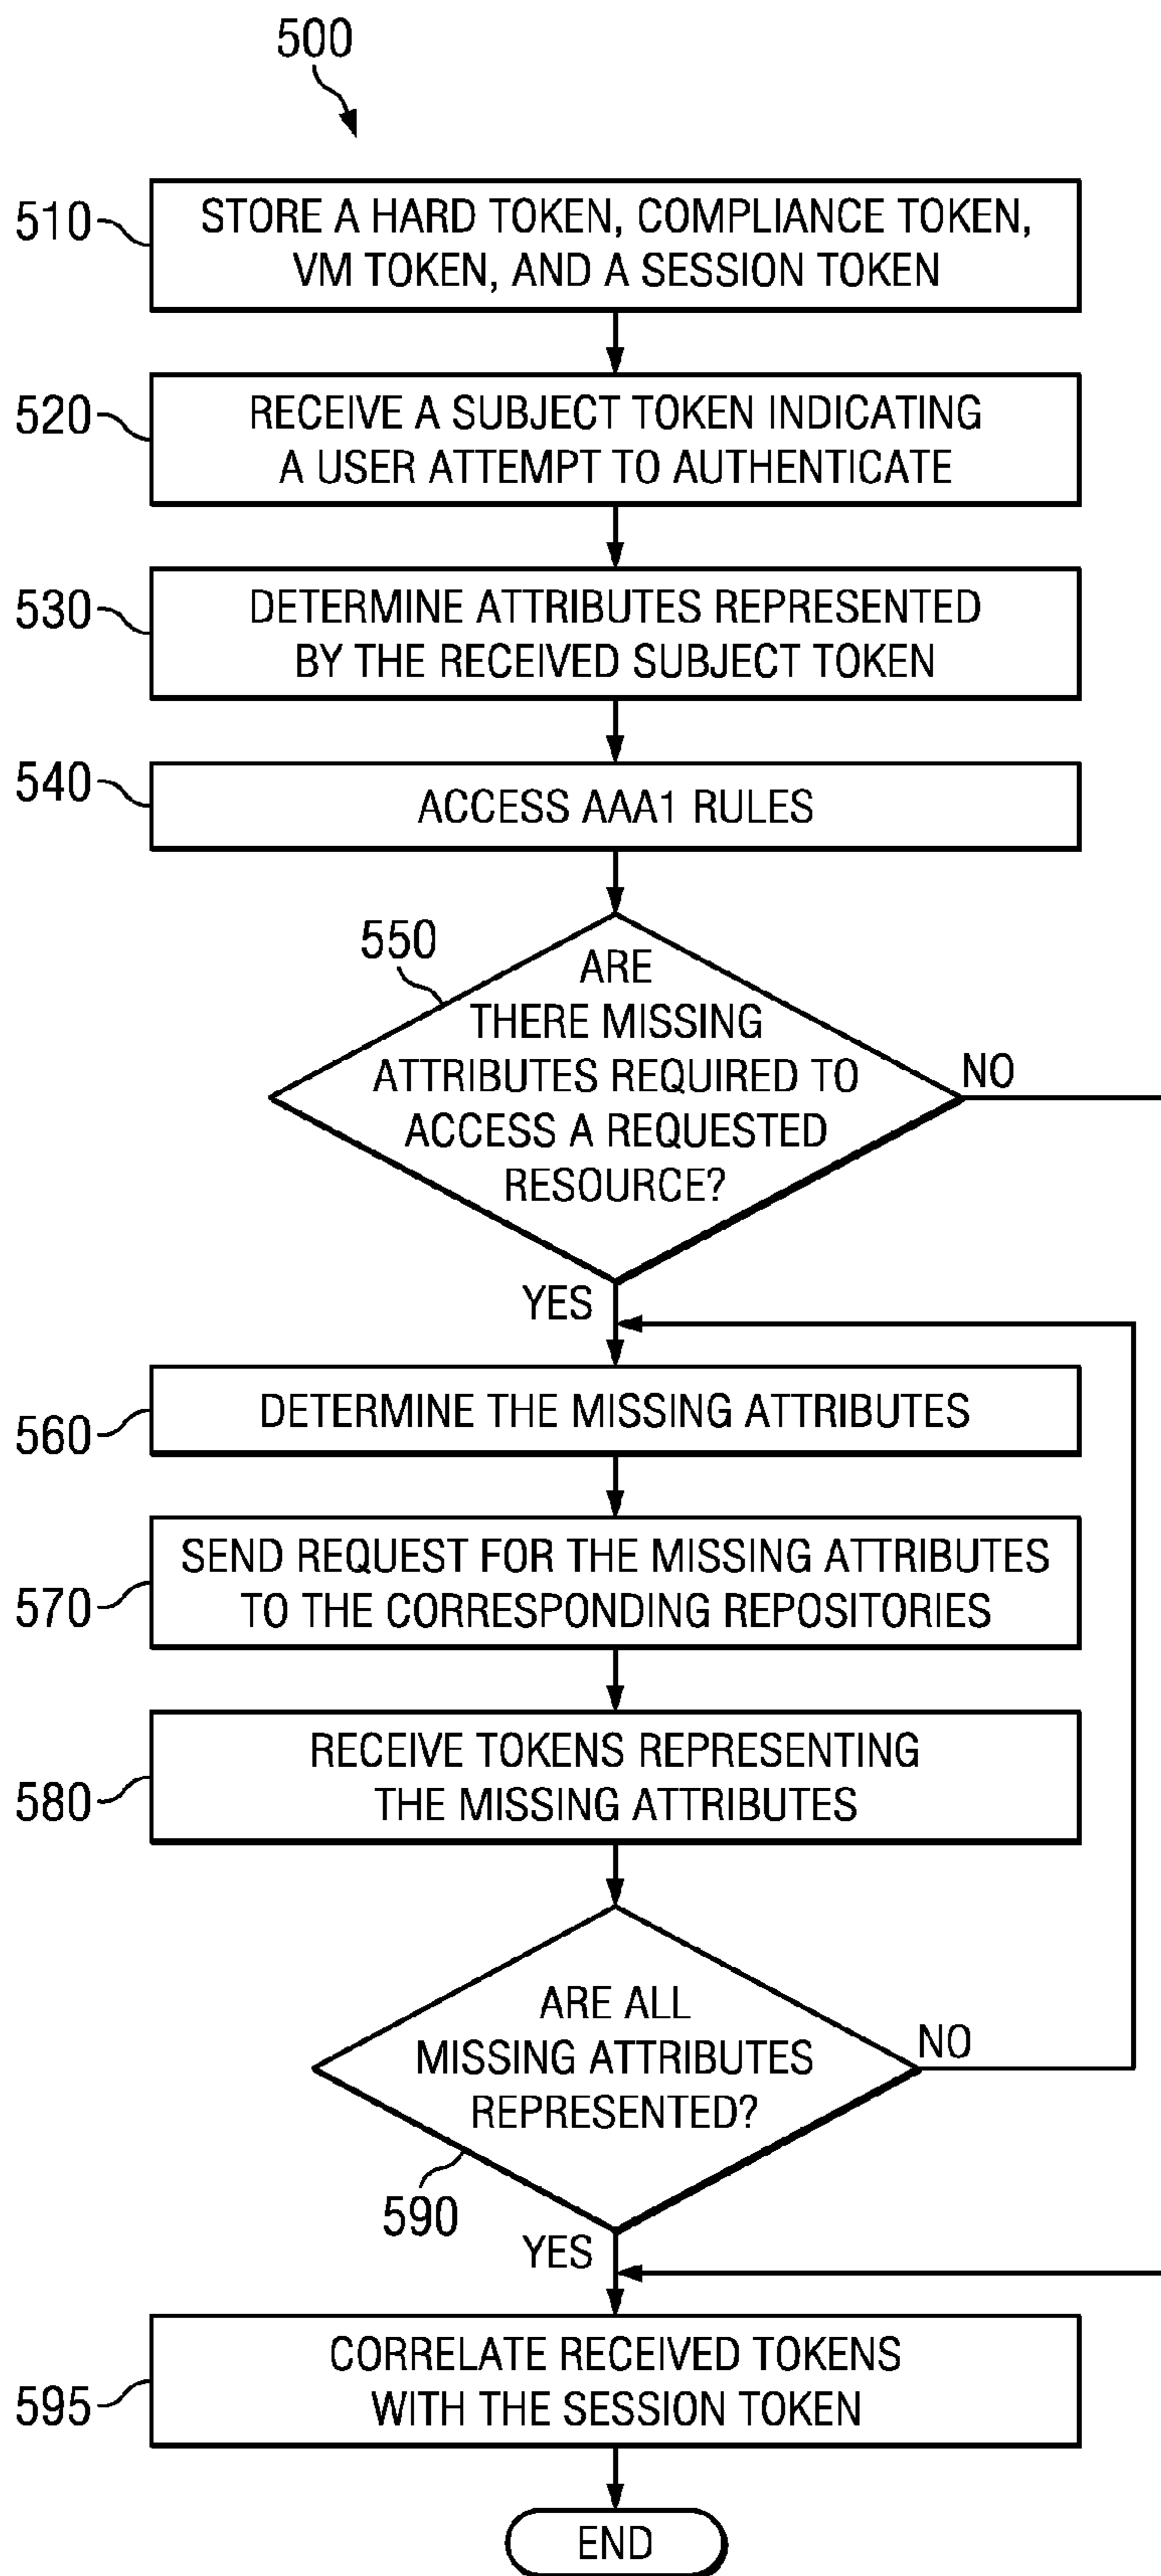 500
510
STORE A HARD TOKEN, COMPLIANCE TOKEN,
VM TOKEN, AND A SESSION TOKEN
520
RECEIVE A SUBJECT TOKEN INDICATING
A USER ATTEMPT TO AUTHENTICATE
530
DETERMINE ATTRIBUTES REPRESENTED
BY THE RECEIVED SUBJECT TOKEN
540
ACCESS AAA1 RULES
550
ARE
THERE MISSING
ATTRIBUTES REQUIRED TO
ACCESS A REQUESTED
RESOURCE?
NO
YES
560
DETERMINE THE MISSING ATTRIBUTES
570
SEND REQUEST FOR THE MISSING ATTRIBUTES
TO THE CORRESPONDING REPOSITORIES
580
RECEIVE TOKENS REPRESENTING
THE MISSING ATTRIBUTES
ARE ALL
MISSING ATTRIBUTES
REPRESENTED?
NO
590
YES
595
CORRELATE RECEIVED TOKENS
WITH THE SESSION TOKEN
END